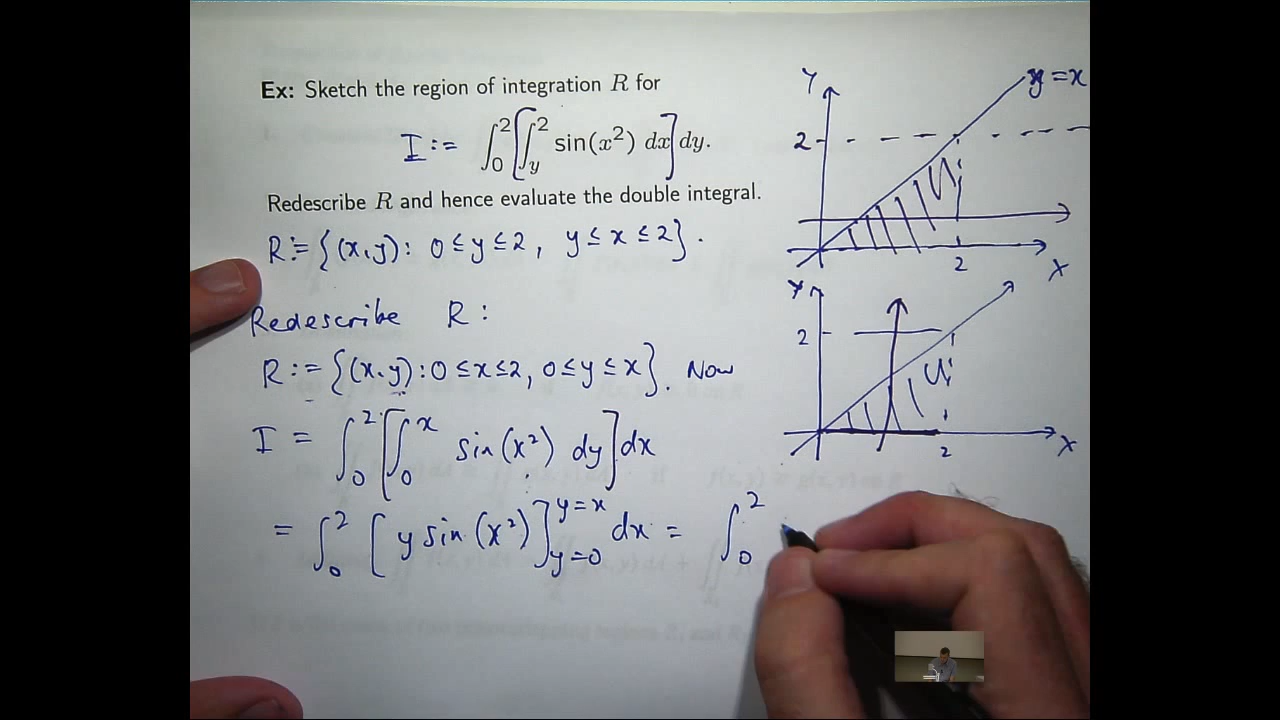 Ex: Sketch the region of integration R for
I := ∫₀² [∫_y² sin(x²) dx] dy.
Redescribe R and hence evaluate the double integral.
R := {(x,y): 0 ≤ y ≤ 2, y ≤ x ≤ 2}.
Redescribe R:
R := {(x,y): 0 ≤ x ≤ 2, 0 ≤ y ≤ x}. Now
I = ∫₀² [∫₀ˣ sin(x²) dy] dx
= ∫₀² [y sin(x²)]_{y=0}^{y=x} dx = ∫₀²
Y
y=x
2
2
X
Y
2
2
X